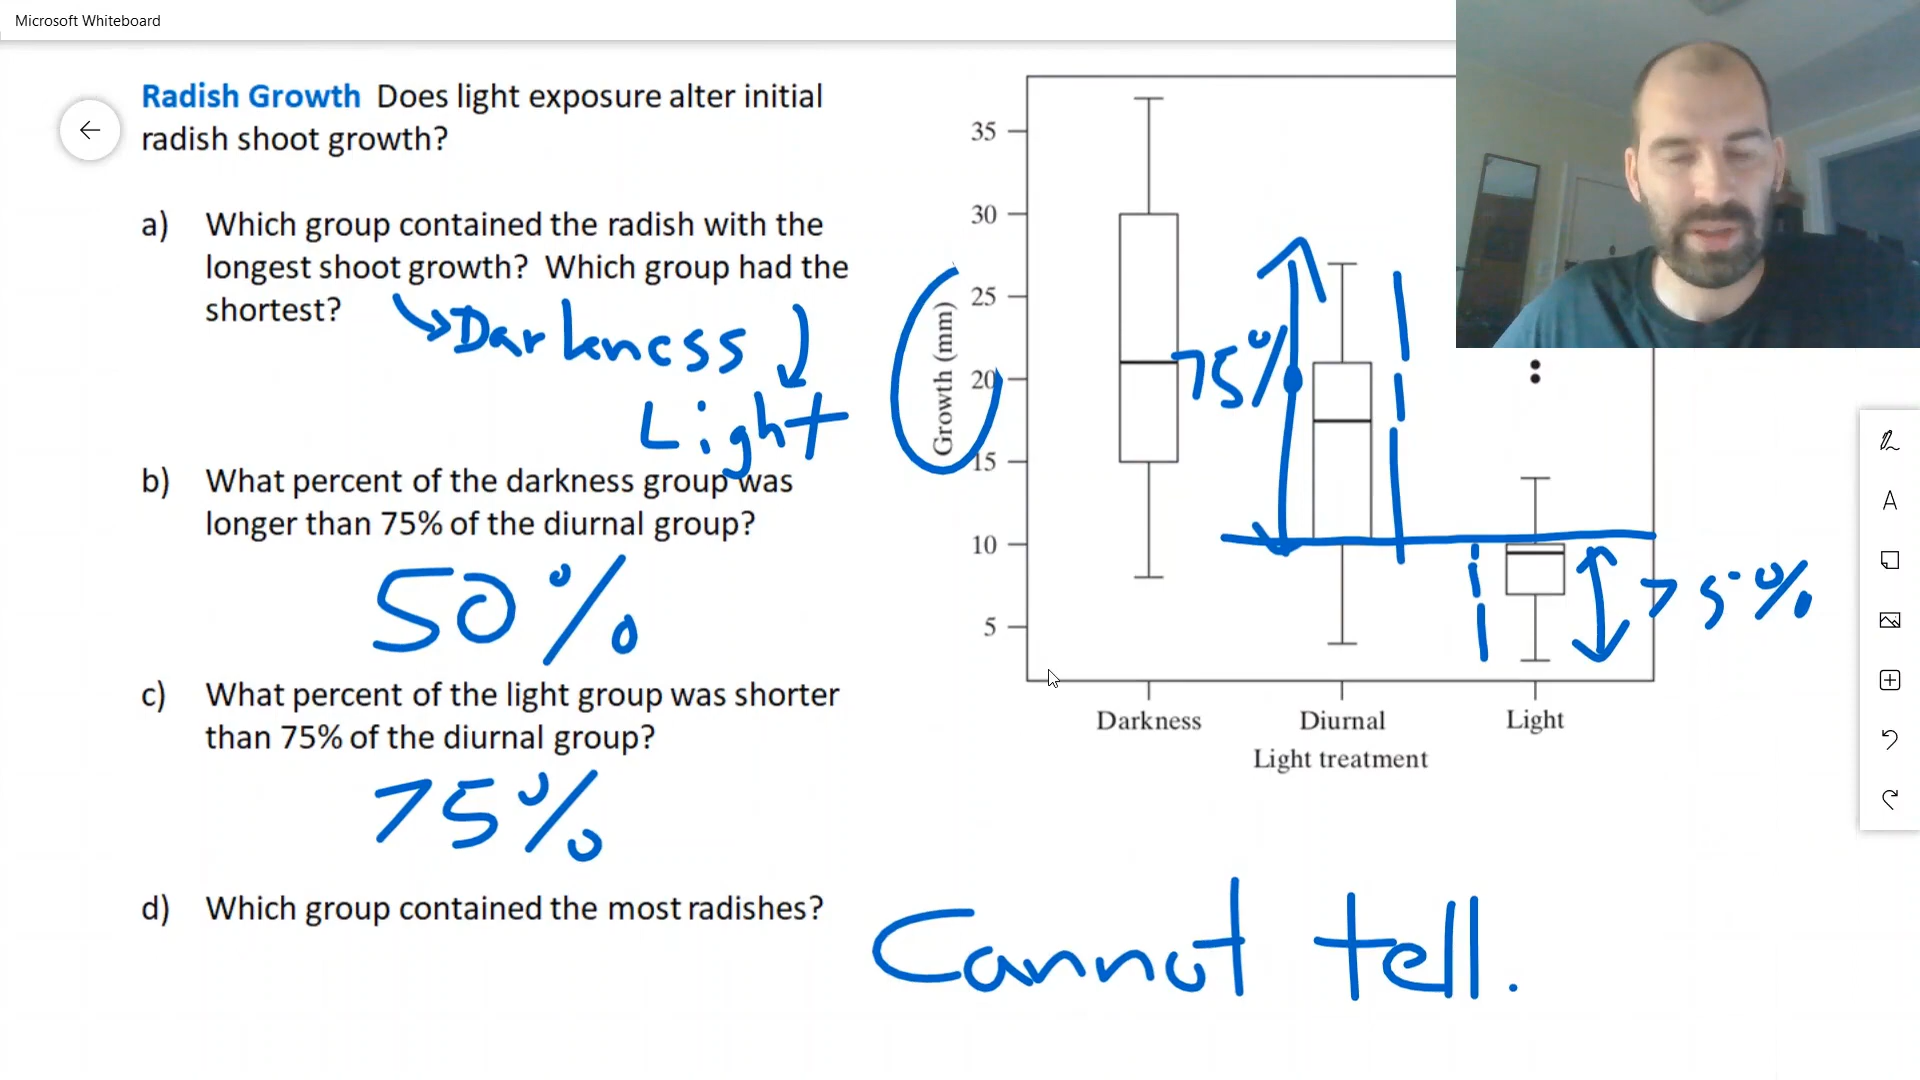 Microsoft Whiteboard
Radish Growth Does light exposure alter initial
radish shoot growth?
a) Which group contained the radish with the
longest shoot growth? Which group had the
shortest?
Darkness
Light
b) What percent of the darkness group was
longer than 75% of the diurnal group?
50%
c) What percent of the light group was shorter
than 75% of the diurnal group?
75%
d) Which group contained the most radishes?
Cannot tell.
Growth (mm)
35
30
25
20
15
10
5
75%
75%
Darkness Diurnal Light
Light treatment
A